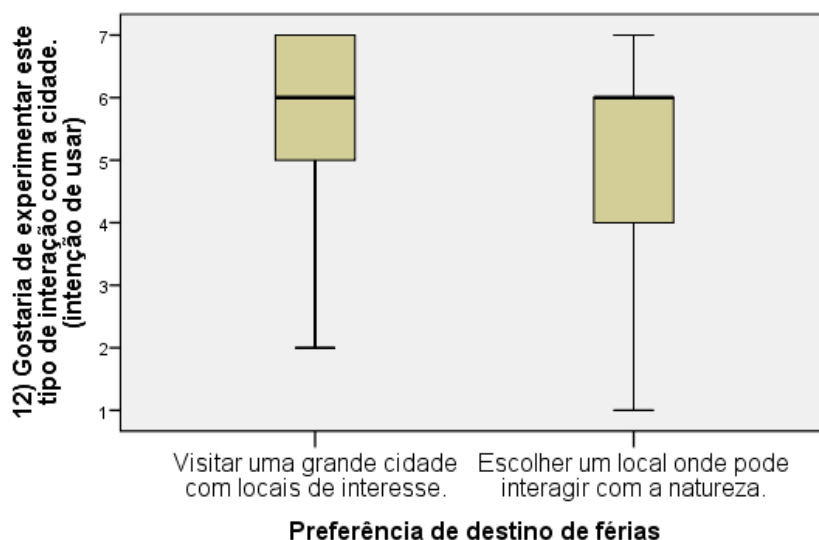 12) Gostaria de experimentar este
tipo de interação com a cidade.
(intenção de usar)
7
6
5
4
3
2
1
Visitar uma grande cidade
com locais de interesse.
Escolher um local onde pode
interagir com a natureza.
Preferência de destino de férias